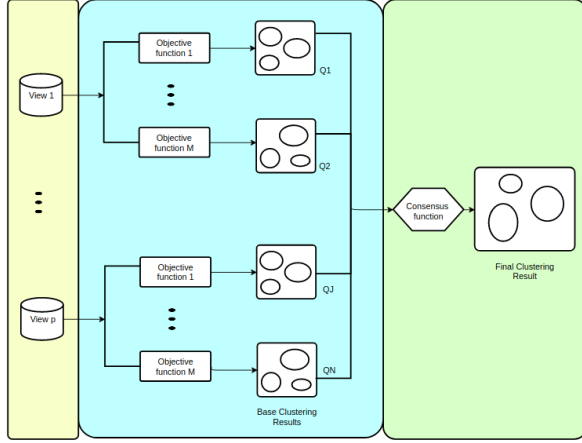 Objective
function 1
Q1
View 1
Objective
function M
Q2
Consensus
function
Final Clustering
Result
Objective
function 1
QJ
View p
Objective
function M
QN
Base Clustering
Results